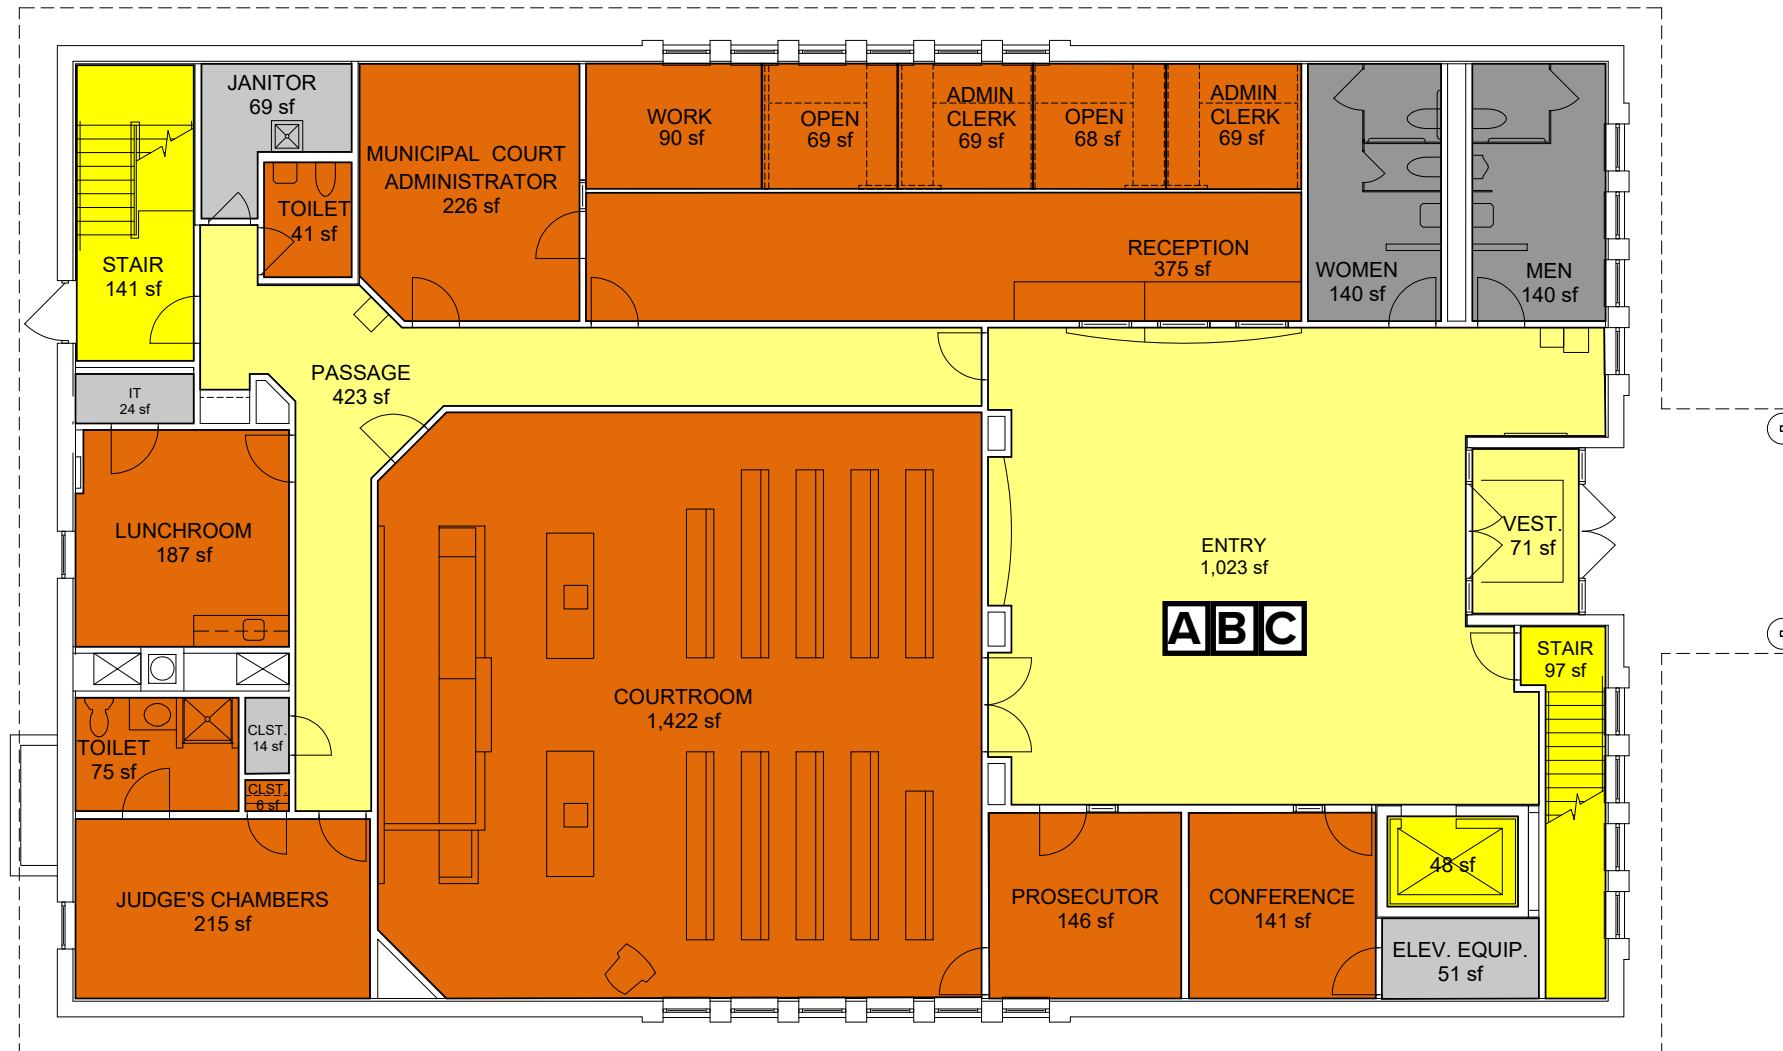 JANITOR
69 sf
MUNICIPAL COURT
ADMINISTRATOR
226 sf
WORK
90 sf
OPEN
69 sf
ADMIN
CLERK
69 sf
OPEN
68 sf
ADMIN
CLERK
69 sf
TOILET
41 sf
STAIR
141 sf
RECEPTION
375 sf
WOMEN
140 sf
MEN
140 sf
PASSAGE
423 sf
IT
24 sf
LUNCHROOM
187 sf
ENTRY
1,023 sf
VEST.
71 sf
ABC
STAIR
97 sf
COURTROOM
1,422 sf
TOILET
75 sf
CLST.
14 sf
CLST.
6 sf
JUDGE'S CHAMBERS
215 sf
PROSECUTOR
146 sf
CONFERENCE
141 sf
48 sf
ELEV. EQUIP.
51 sf